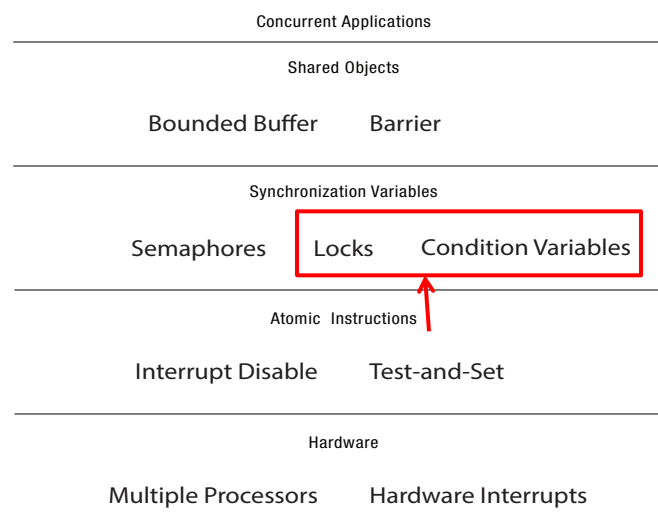 Concurrent Applications
Shared Objects
Bounded Buffer Barrier
Synchronization Variables
Semaphores Locks Condition Variables
Atomic Instructions
Interrupt Disable Test-and-Set
Hardware
Multiple Processors Hardware Interrupts